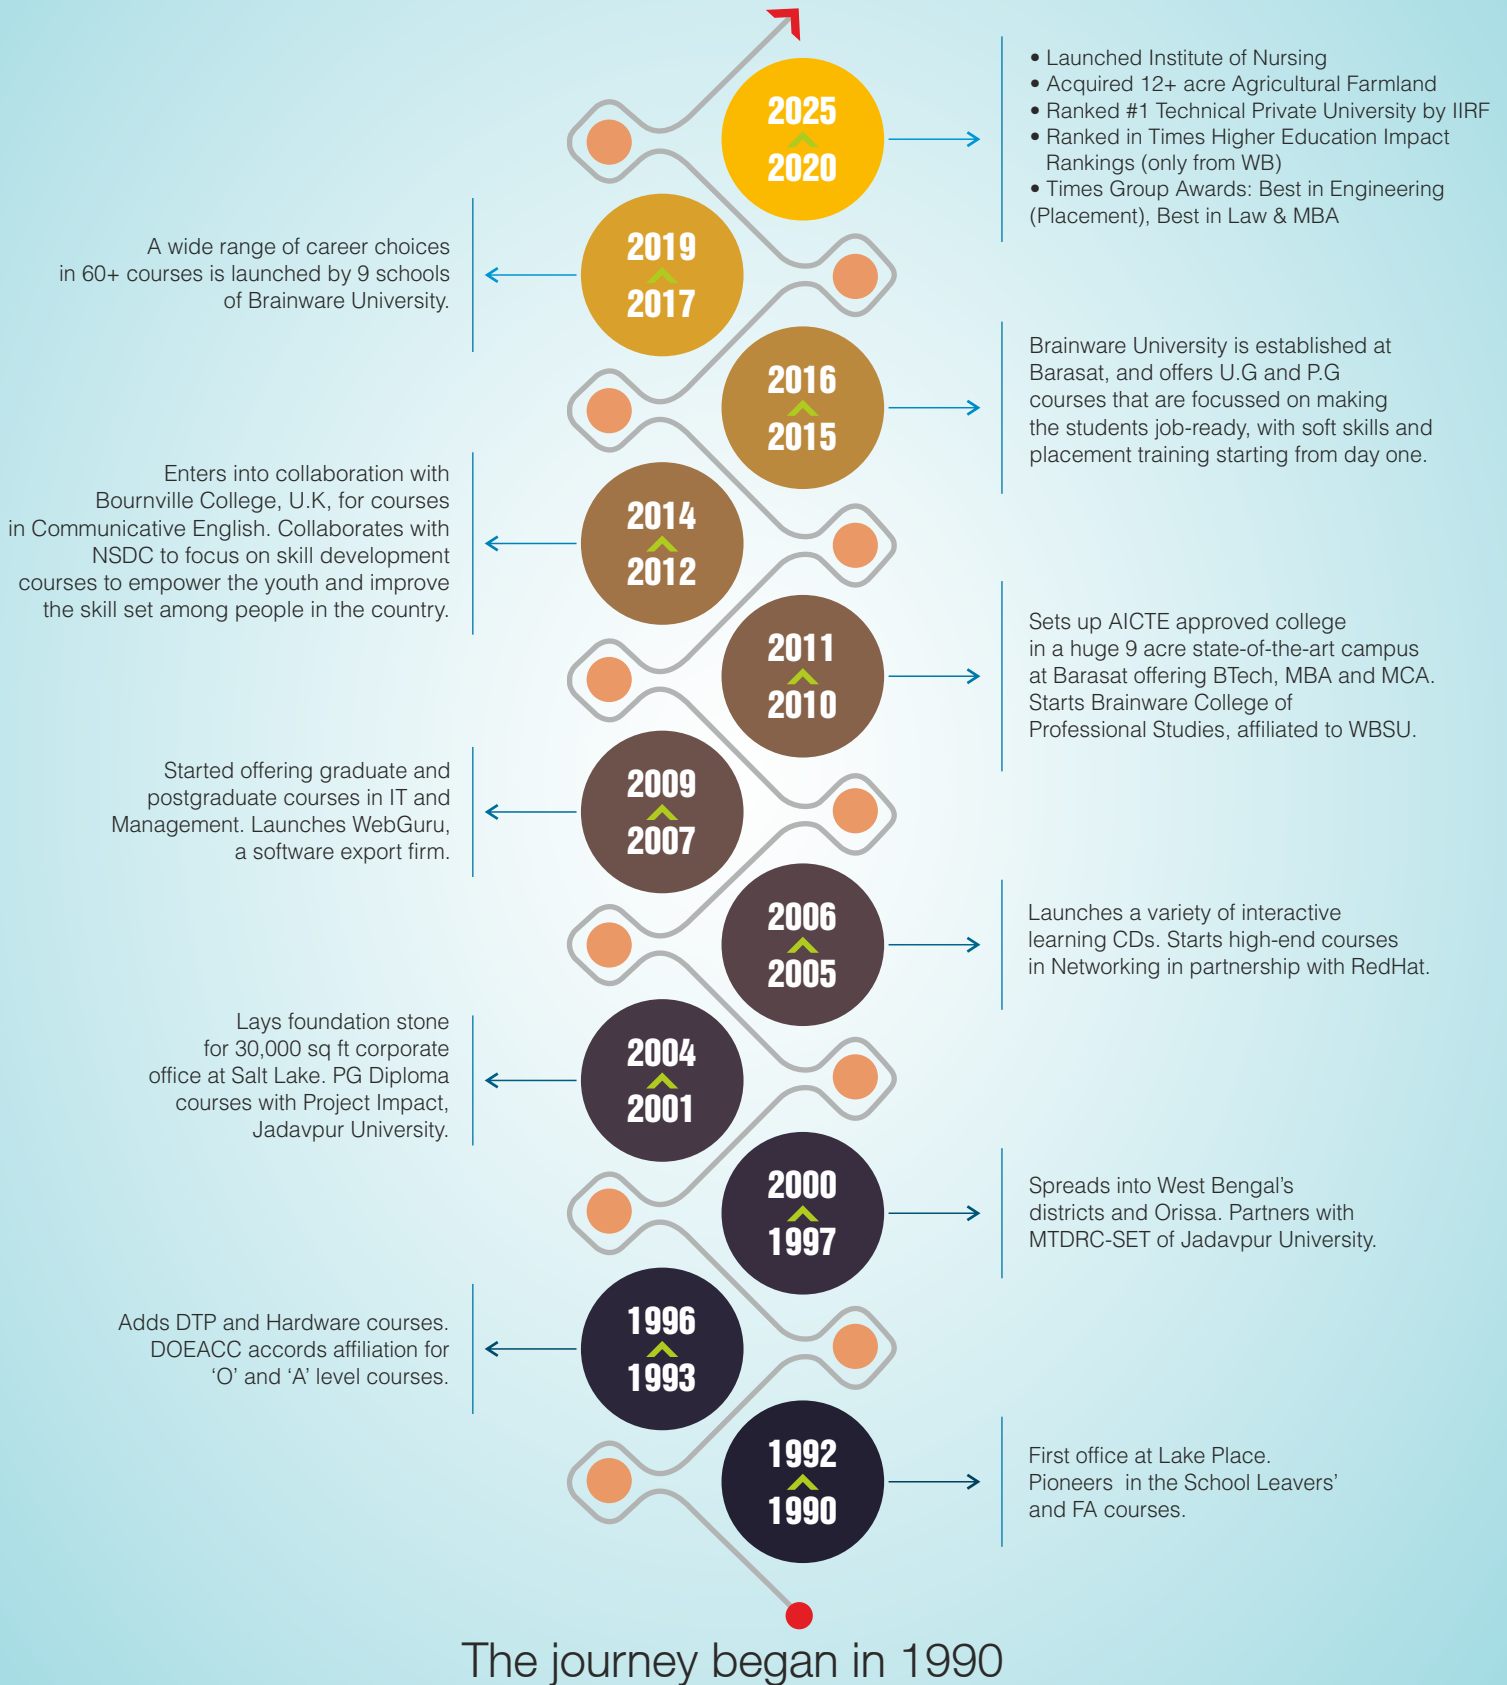 2025
2020
• Launched Institute of Nursing
• Acquired 12+ acre Agricultural Farmland
• Ranked #1 Technical Private University by IIRF
• Ranked in Times Higher Education Impact
Rankings (only from WB)
• Times Group Awards: Best in Engineering
(Placement), Best in Law & MBA
2019
2017
A wide range of career choices
in 60+ courses is launched by 9 schools
of Brainware University.
2016
2015
Brainware University is established at
Barasat, and offers U.G and P.G
courses that are focussed on making
the students job-ready, with soft skills and
placement training starting from day one.
2014
2012
Enters into collaboration with
Bournville College, U.K, for courses
in Communicative English. Collaborates with
NSDC to focus on skill development
courses to empower the youth and improve
the skill set among people in the country.
2011
2010
Sets up AICTE approved college
in a huge 9 acre state-of-the-art campus
at Barasat offering BTech, MBA and MCA.
Starts Brainware College of
Professional Studies, affiliated to WBSU.
2009
2007
Started offering graduate and
postgraduate courses in IT and
Management. Launches WebGuru,
a software export firm.
2006
2005
Launches a variety of interactive
learning CDs. Starts high-end courses
in Networking in partnership with RedHat.
2004
2001
Lays foundation stone
for 30,000 sq ft corporate
office at Salt Lake. PG Diploma
courses with Project Impact,
Jadavpur University.
2000
1997
Spreads into West Bengal’s
districts and Orissa. Partners with
MTDRC-SET of Jadavpur University.
1996
1993
Adds DTP and Hardware courses.
DOEACC accords affiliation for
‘O’ and ‘A’ level courses.
1992
1990
First office at Lake Place.
Pioneers in the School Leavers’
and FA courses.
The journey began in 1990